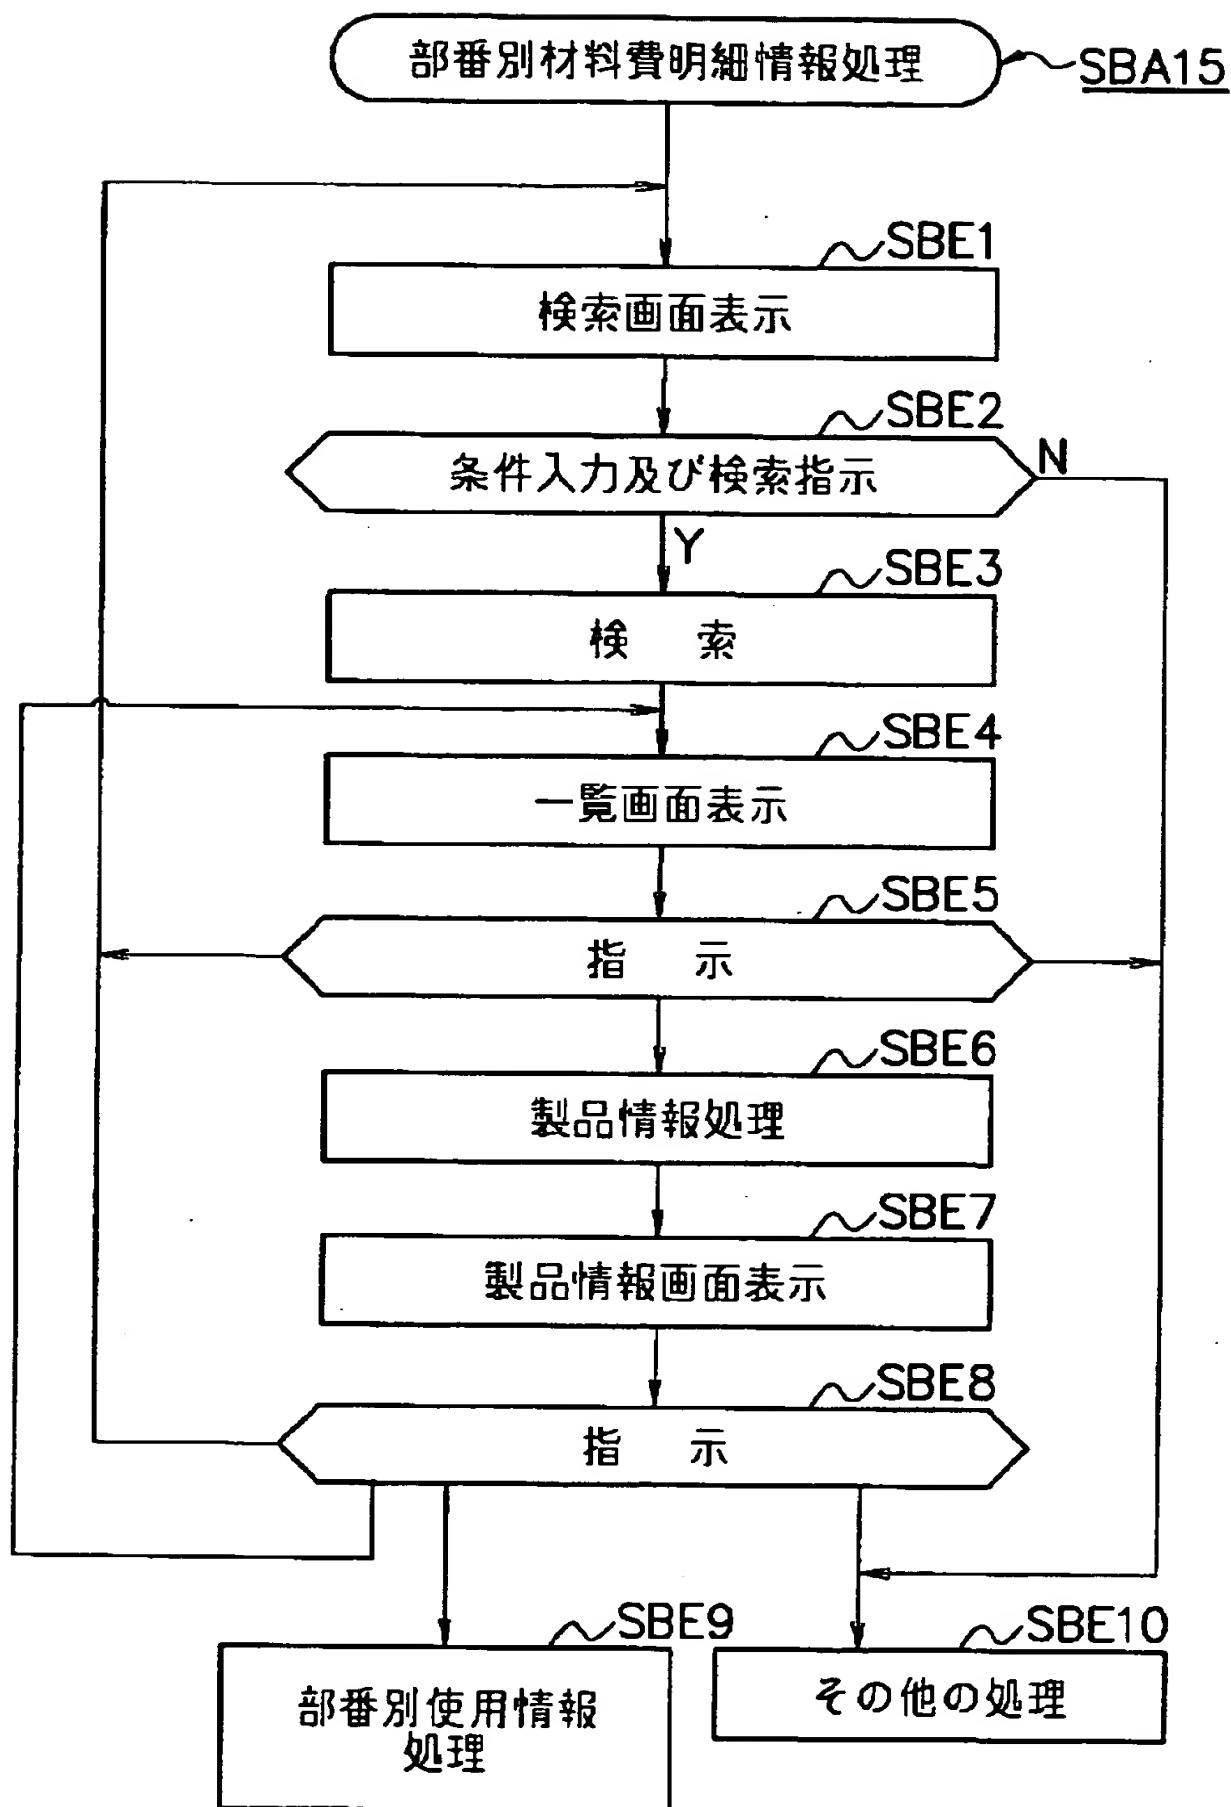 部番別材料費明細情報処理
SBA15
SBE1
検索画面表示
SBE2
条件入力及び検索指示
N
Y
SBE3
検 索
SBE4
一覧画面表示
SBE5
指 示
SBE6
製品情報処理
SBE7
製品情報画面表示
SBE8
指 示
SBE9
部番別使用情報
処理
SBE10
その他の処理